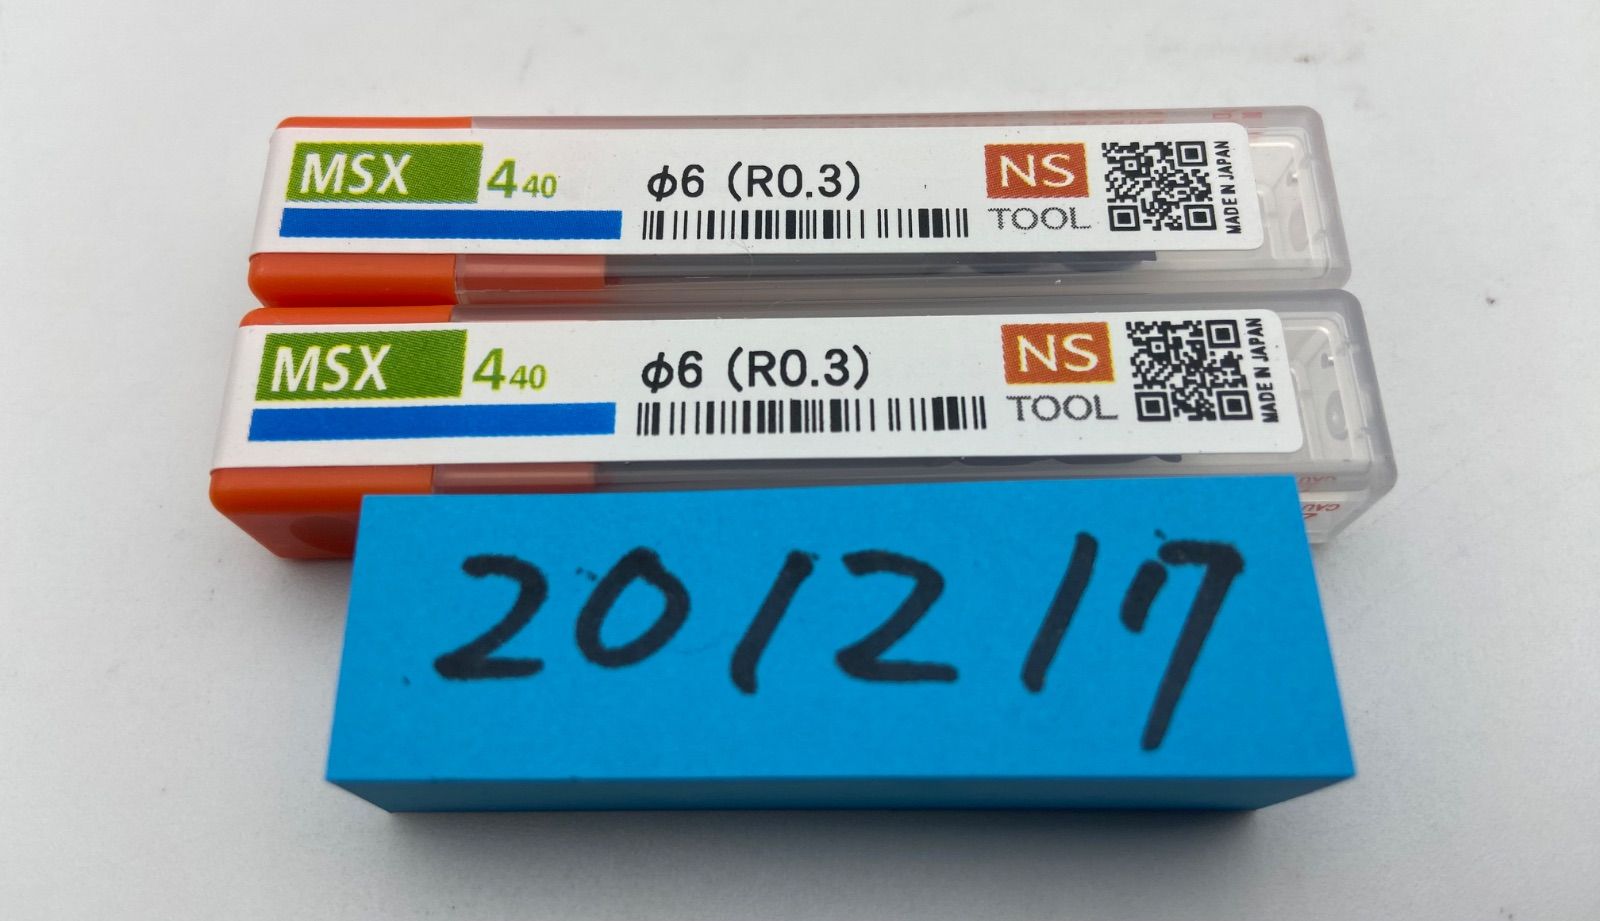 MSX 440 φ6 (R0.3) NS TOOL MADE IN JAPAN
MSX 440 φ6 (R0.3) NS TOOL MADE IN JAPAN
201217